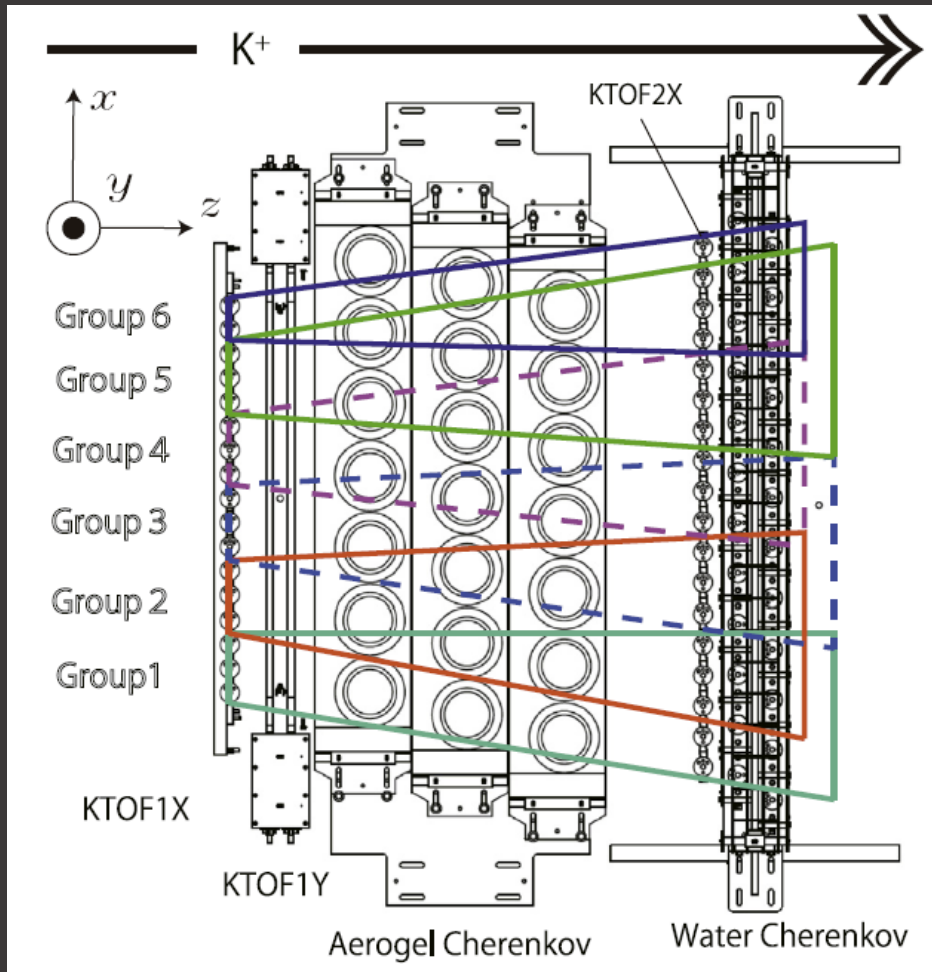 K+
KTOF2X
x
y
z
Group 6
Group 5
Group 4
Group 3
Group 2
Group1
KTOF1X
KTOF1Y
Aerogel Cherenkov
Water Cherenkov